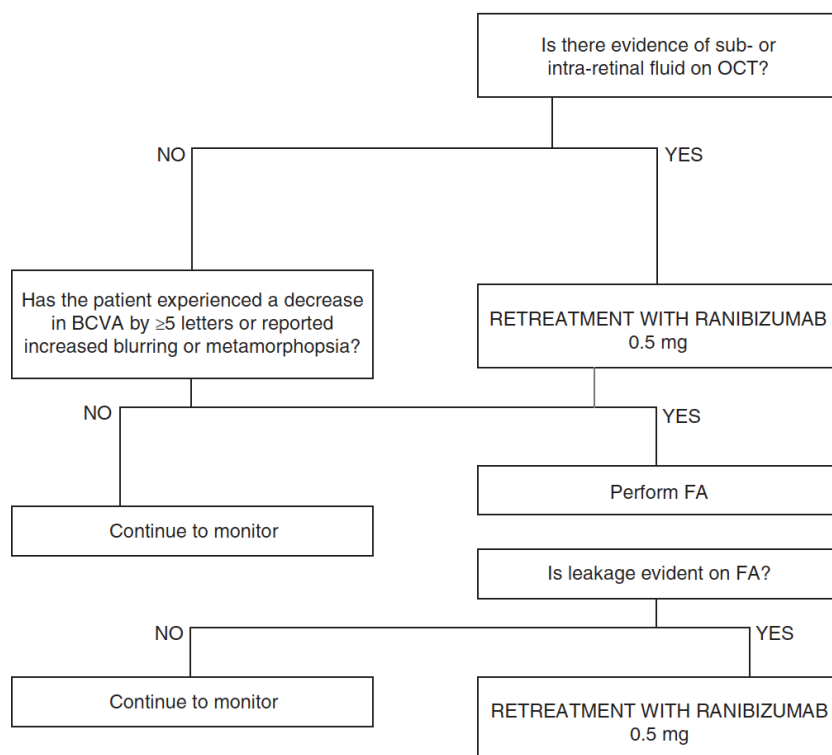 Is there evidence of sub- or
intra-retinal fluid on OCT?
NO
YES
Has the patient experienced a decrease
in BCVA by ≥5 letters or reported
increased blurring or metamorphopsia?
RETREATMENT WITH RANIBIZUMAB
0.5 mg
NO
YES
Perform FA
Continue to monitor
Is leakage evident on FA?
NO
YES
Continue to monitor
RETREATMENT WITH RANIBIZUMAB
0.5 mg